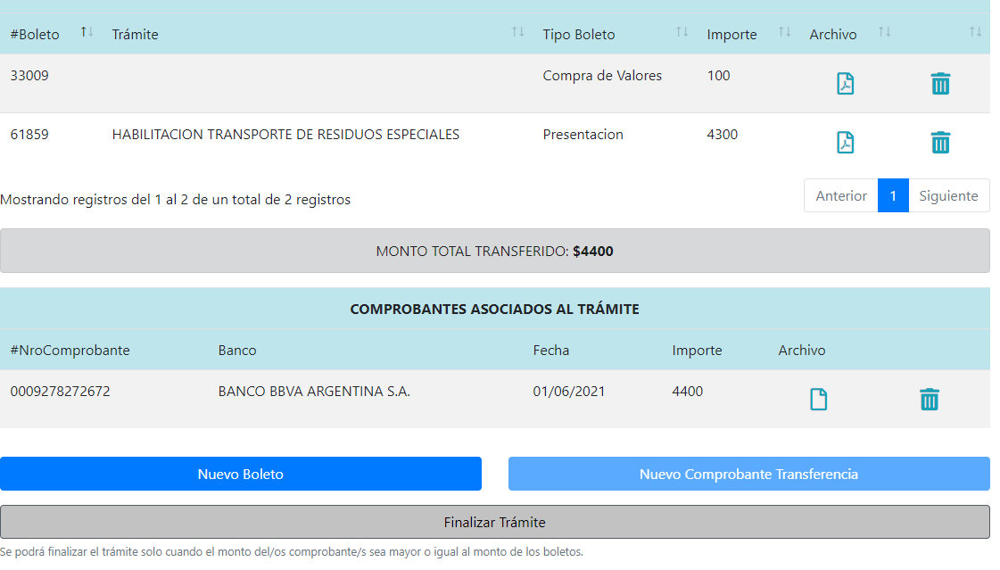 #Boleto Trámite Tipo Boleto Importe Archivo
33009 Compra de Valores 100
61859 HABILITACION TRANSPORTE DE RESIDUOS ESPECIALES Presentacion 4300
Mostrando registros del 1 al 2 de un total de 2 registros
Anterior 1 Siguiente
MONTO TOTAL TRANSFERIDO: $4400
COMPROBANTES ASOCIADOS AL TRÁMITE
#NroComprobante Banco Fecha Importe Archivo
0009278272672 BANCO BBVA ARGENTINA S.A. 01/06/2021 4400
Nuevo Boleto Nuevo Comprobante Transferencia
Finalizar Trámite
Se podrá finalizar el trámite solo cuando el monto del/os comprobante/s sea mayor o igual al monto de los boletos.